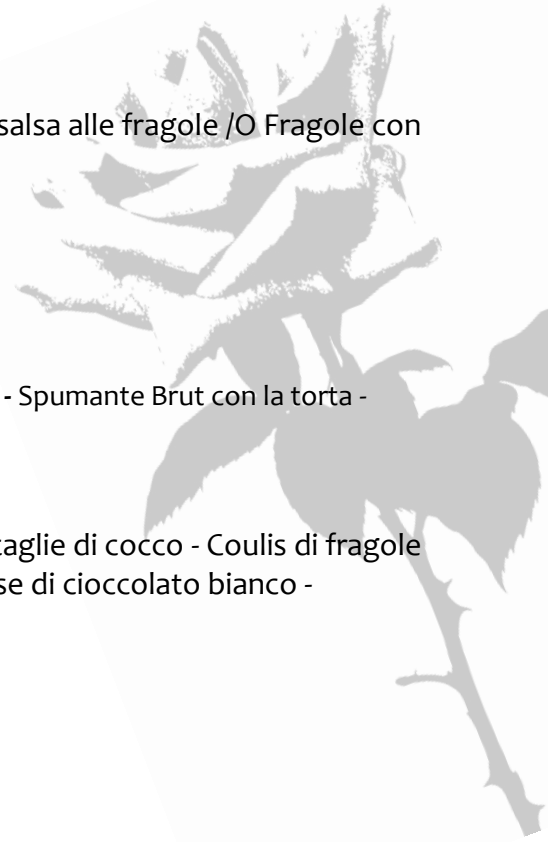 salsa alle fragole /O Fragole con
- Spumante Brut con la torta -
taglie di cocco - Coulis di fragole
se di cioccolato bianco -